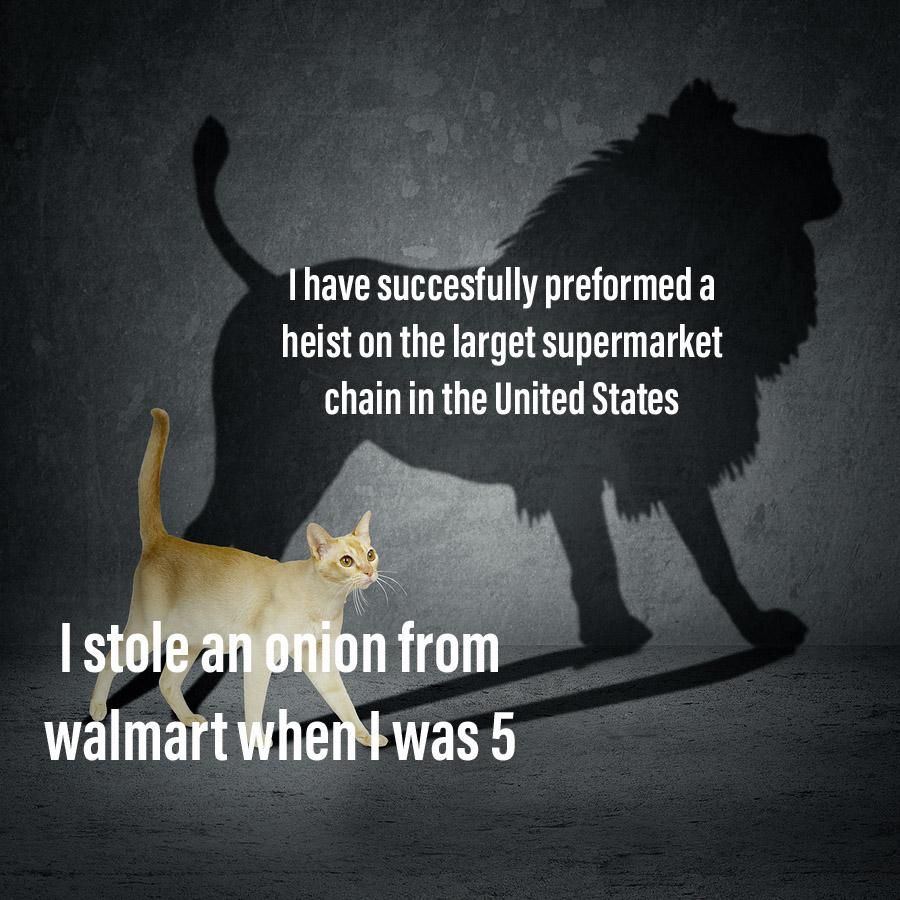 I have succesfully preformed a
heist on the larget supermarket
chain in the United States
I stole an onion from
walmart when I was 5